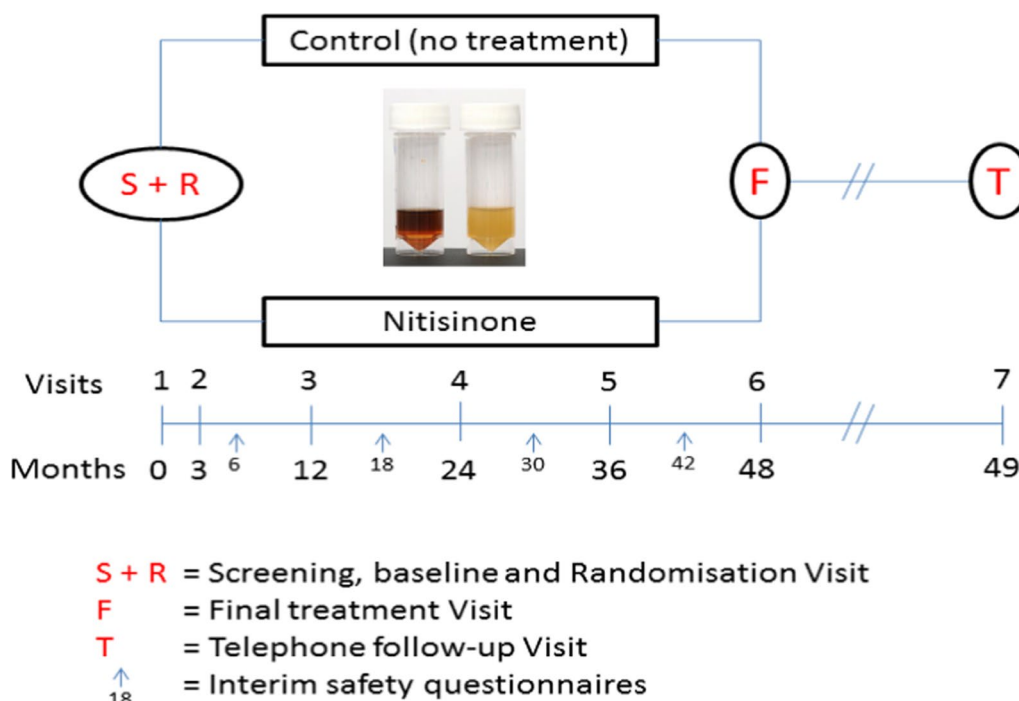 Control (no treatment)
S + R
F
T
Nitisinone
Visits 1 2 3 4 5 6 7
Months 0 3 6 12 18 24 30 36 42 48 49
S + R = Screening, baseline and Randomisation Visit
F = Final treatment Visit
T = Telephone follow-up Visit
18 = Interim safety questionnaires